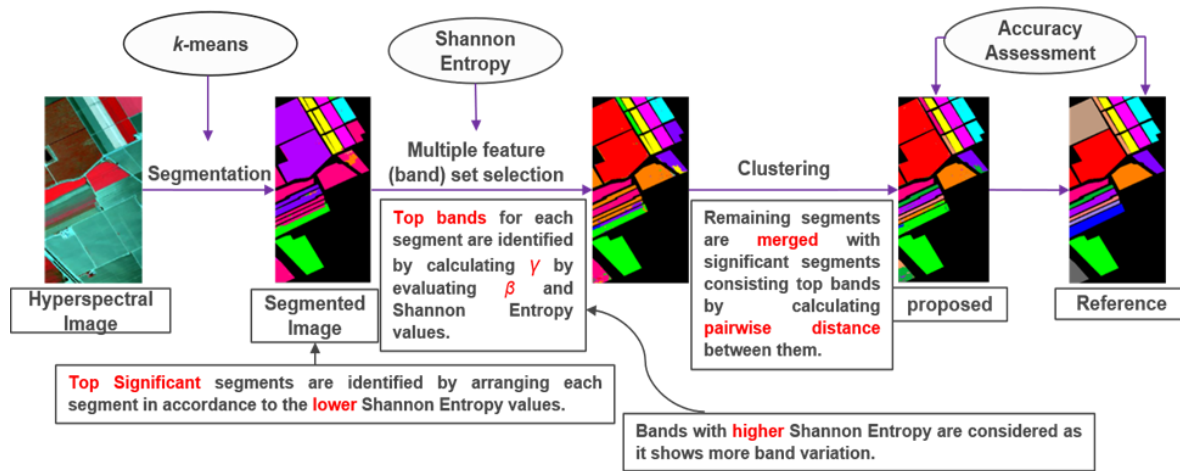 k-means
Shannon
Entropy
Accuracy
Assessment
Segmentation
Multiple feature
(band) set selection
Clustering
Top bands for each
segment are identified
by calculating γ by
evaluating β and
Shannon Entropy
values.
Remaining segments
are merged with
significant segments
consisting top bands
by calculating
pairwise distance
between them.
Hyperspectral
Image
Segmented
Image
proposed
Reference
Top Significant segments are identified by arranging each
segment in accordance to the lower Shannon Entropy values.
Bands with higher Shannon Entropy are considered as
it shows more band variation.